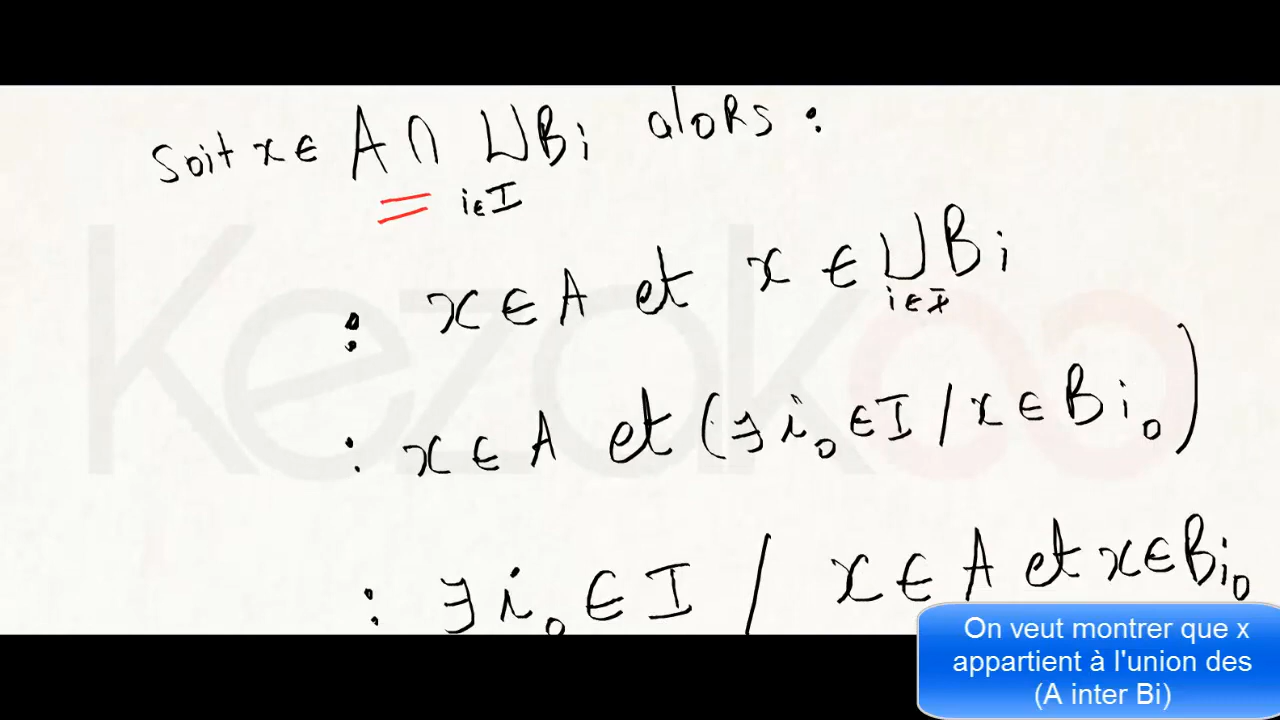 Soit x ∈ A ∩ ⋃ Bi alors :
i∈I
: x ∈ A et x ∈ ⋃ Bi
i∈I
: x ∈ A et (∃ i₀ ∈ I / x ∈ Bi₀)
: ∃ i₀ ∈ I / x ∈ A et x ∈ Bi₀
On veut montrer que x
appartient à l'union des
(A inter Bi)
Kezakoo